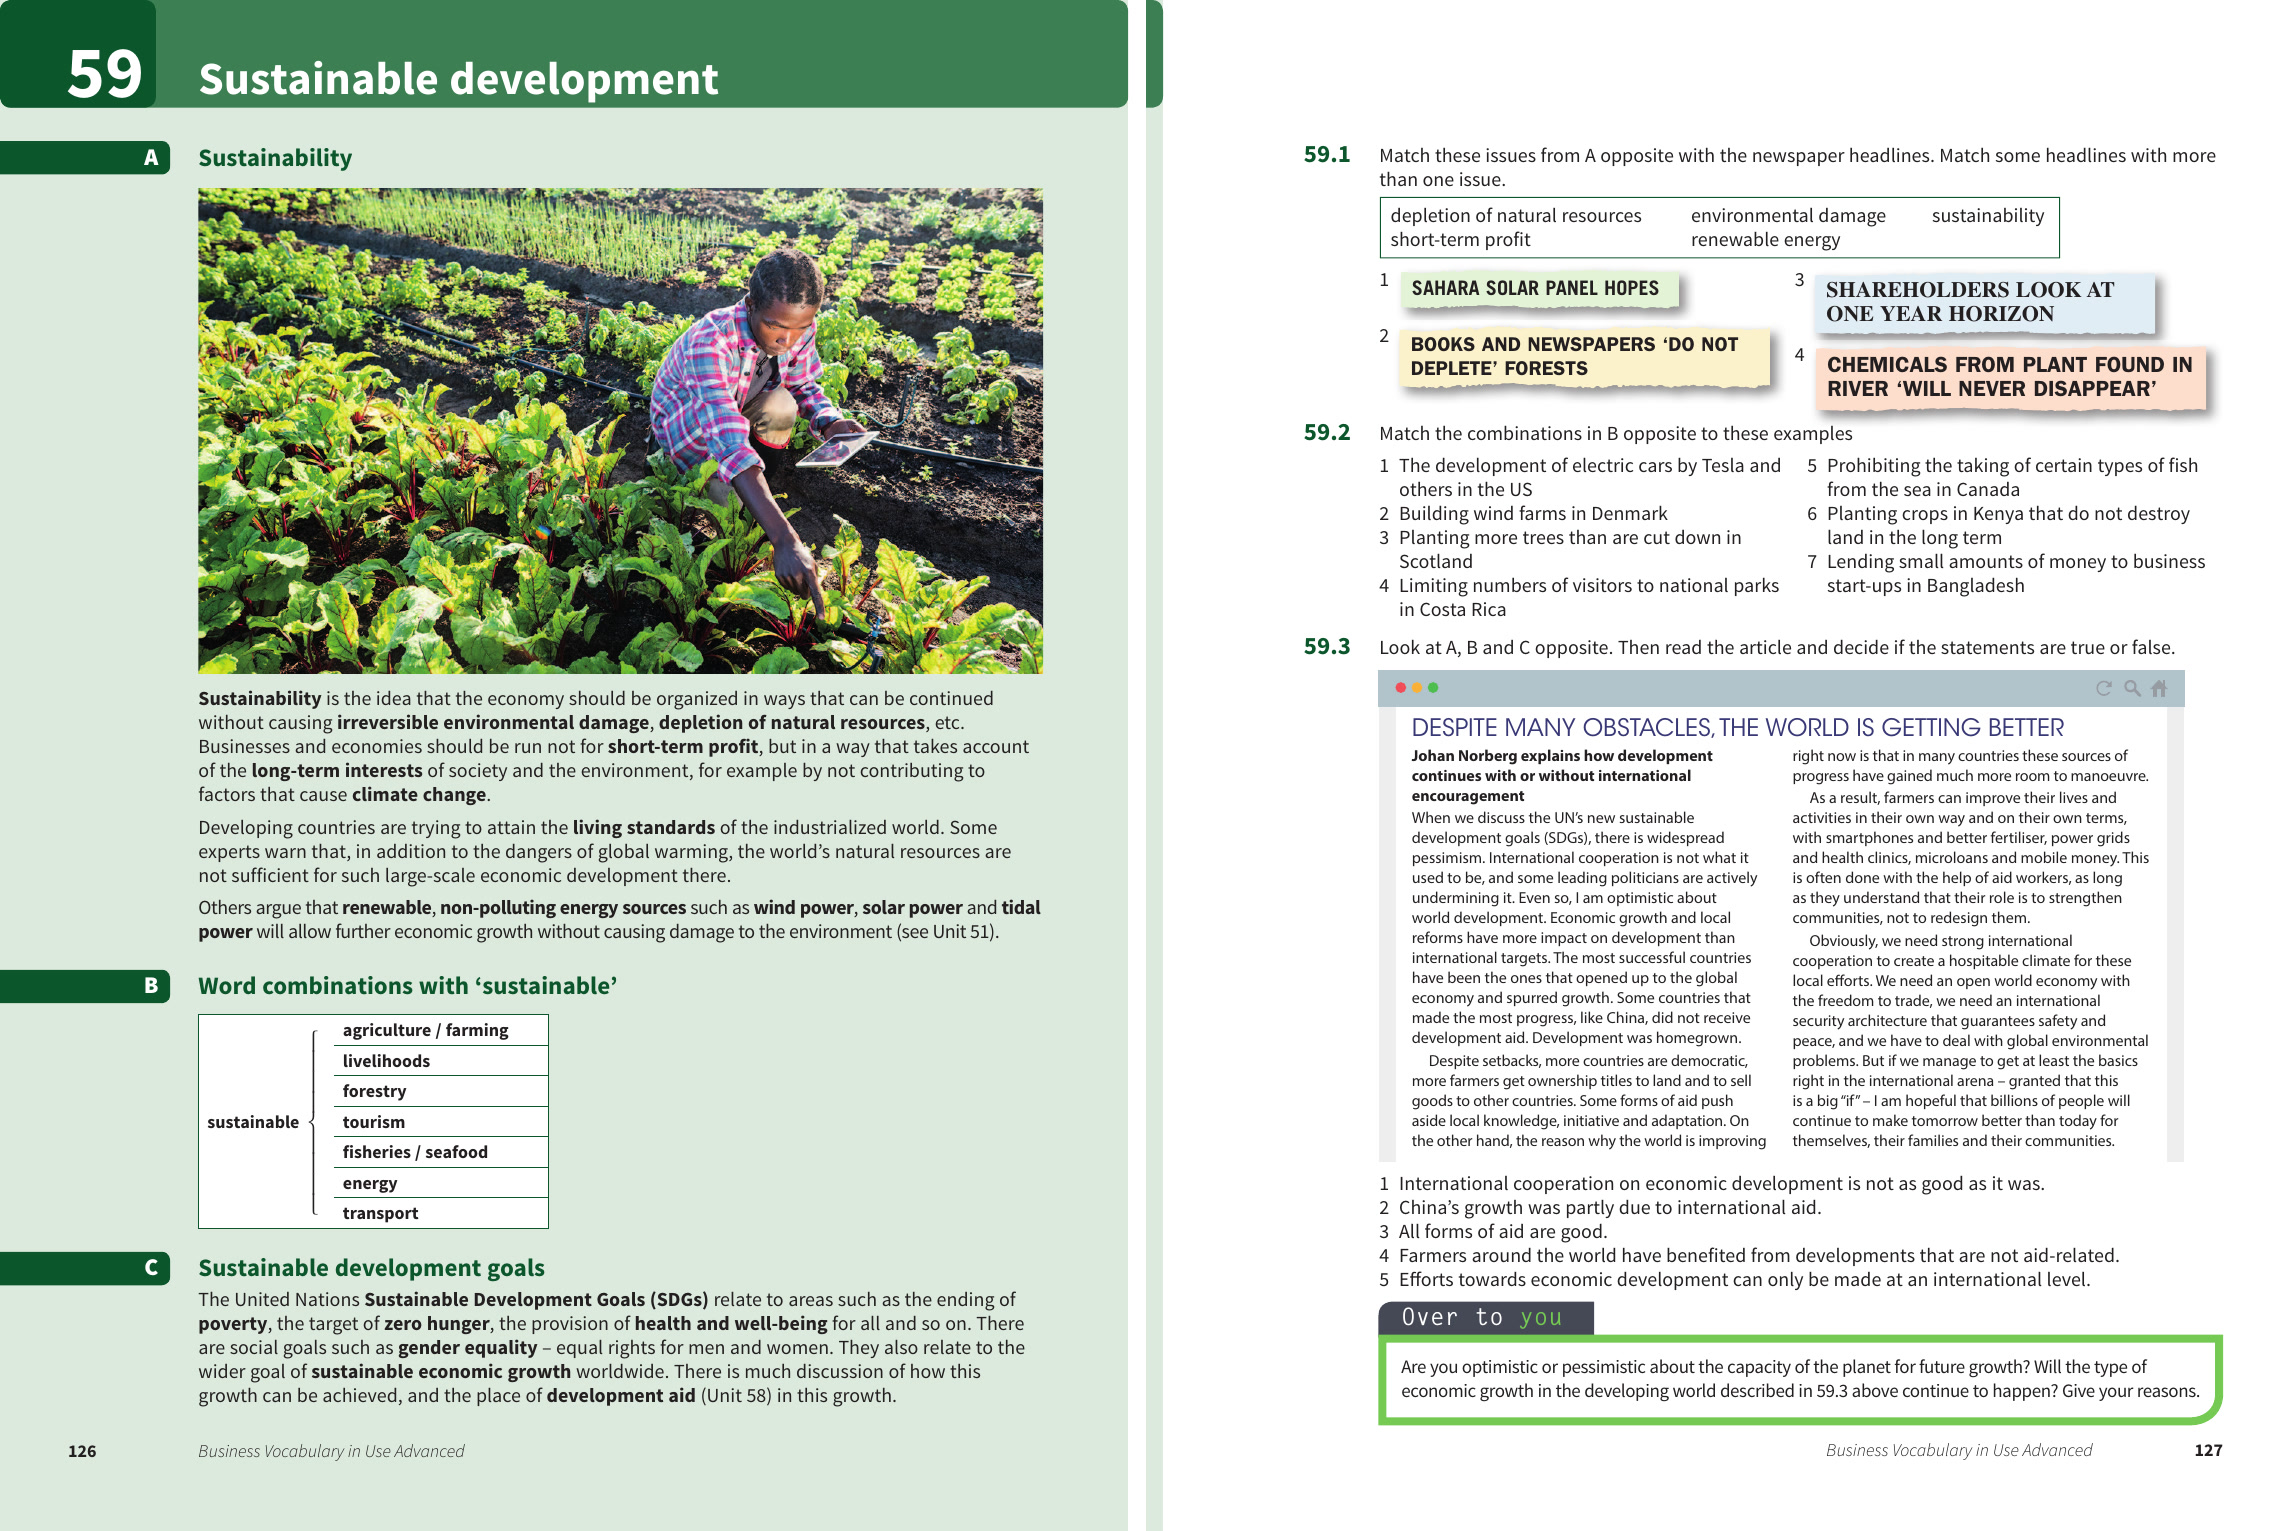 59
Sustainable development
A
Sustainability
Sustainability is the idea that the economy should be organized in ways that can be continued
without causing irreversible environmental damage, depletion of natural resources, etc.
Businesses and economies should be run not for short-term profit, but in a way that takes account
of the long-term interests of society and the environment, for example by not contributing to
factors that cause climate change.
Developing countries are trying to attain the living standards of the industrialized world. Some
experts warn that, in addition to the dangers of global warming, the world's natural resources are
not sufficient for such large-scale economic development there.
Others argue that renewable, non-polluting energy sources such as wind power, solar power and tidal
power will allow further economic growth without causing damage to the environment (see Unit 51).
B
Word combinations with ‘sustainable’
sustainable
agriculture / farming
livelihoods
forestry
tourism
fisheries / seafood
energy
transport
C
Sustainable development goals
The United Nations Sustainable Development Goals (SDGs) relate to areas such as the ending of
poverty, the target of zero hunger, the provision of health and well-being for all and so on. There
are social goals such as gender equality – equal rights for men and women. They also relate to the
wider goal of sustainable economic growth worldwide. There is much discussion of how this
growth can be achieved, and the place of development aid (Unit 58) in this growth.
126
Business Vocabulary in Use Advanced
59.1
Match these issues from A opposite with the newspaper headlines. Match some headlines with more
than one issue.
depletion of natural resources environmental damage sustainability
short-term profit renewable energy
1 SAHARA SOLAR PANEL HOPES
2 BOOKS AND NEWSPAPERS ‘DO NOT
DEPLETE’ FORESTS
3 SHAREHOLDERS LOOK AT
ONE YEAR HORIZON
4 CHEMICALS FROM PLANT FOUND IN
RIVER ‘WILL NEVER DISAPPEAR’
59.2
Match the combinations in B opposite to these examples
1 The development of electric cars by Tesla and
others in the US
2 Building wind farms in Denmark
3 Planting more trees than are cut down in
Scotland
4 Limiting numbers of visitors to national parks
in Costa Rica
5 Prohibiting the taking of certain types of fish
from the sea in Canada
6 Planting crops in Kenya that do not destroy
land in the long term
7 Lending small amounts of money to business
start-ups in Bangladesh
59.3
Look at A, B and C opposite. Then read the article and decide if the statements are true or false.
DESPITE MANY OBSTACLES, THE WORLD IS GETTING BETTER
Johan Norberg explains how development
continues with or without international
encouragement
When we discuss the UN's new sustainable
development goals (SDGs), there is widespread
pessimism. International cooperation is not what it
used to be, and some leading politicians are actively
undermining it. Even so, I am optimistic about
world development. Economic growth and local
reforms have more impact on development than
international targets. The most successful countries
have been the ones that opened up to the global
economy and spurred growth. Some countries that
made the most progress, like China, did not receive
development aid. Development was homegrown.
Despite setbacks, more countries are democratic,
more farmers get ownership titles to land and to sell
goods to other countries. Some forms of aid push
aside local knowledge, initiative and adaptation. On
the other hand, the reason why the world is improving
right now is that in many countries these sources of
progress have gained much more room to manoeuvre.
As a result, farmers can improve their lives and
activities in their own way and on their own terms,
with smartphones and better fertiliser, power grids
and health clinics, microloans and mobile money. This
is often done with the help of aid workers, as long
as they understand that their role is to strengthen
communities, not to redesign them.
Obviously, we need strong international
cooperation to create a hospitable climate for these
local efforts. We need an open world economy with
the freedom to trade, we need an international
security architecture that guarantees safety and
peace, and we have to deal with global environmental
problems. But if we manage to get at least the basics
right in the international arena – granted that this
is a big “if” – I am hopeful that billions of people will
continue to make tomorrow better than today for
themselves, their families and their communities.
1 International cooperation on economic development is not as good as it was.
2 China's growth was partly due to international aid.
3 All forms of aid are good.
4 Farmers around the world have benefited from developments that are not aid-related.
5 Efforts towards economic development can only be made at an international level.
Over to you
Are you optimistic or pessimistic about the capacity of the planet for future growth? Will the type of
economic growth in the developing world described in 59.3 above continue to happen? Give your reasons.
Business Vocabulary in Use Advanced
127